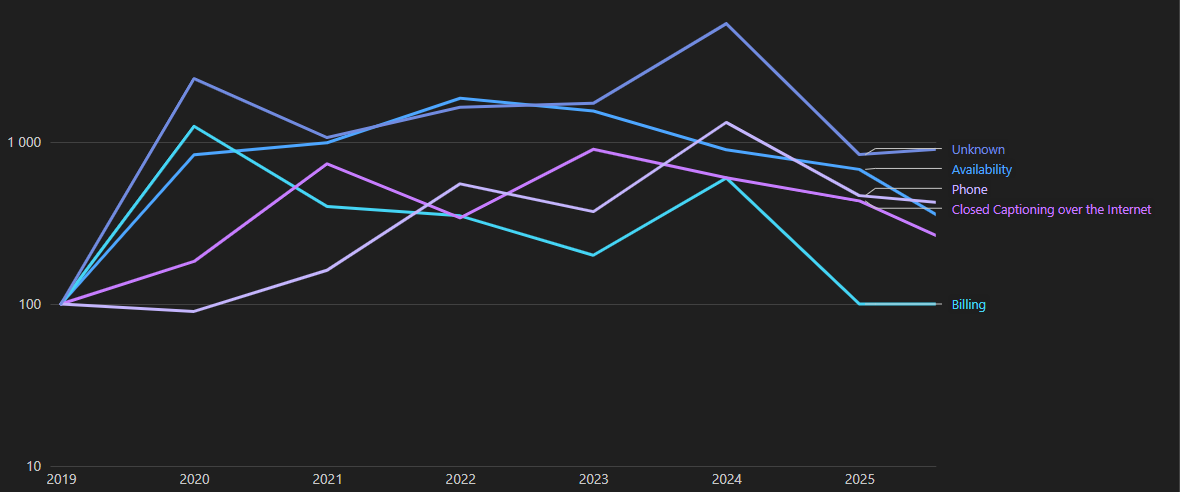 1 000
100
10
2019
2020
2021
2022
2023
2024
2025
Unknown
Availability
Phone
Closed Captioning over the Internet
Billing